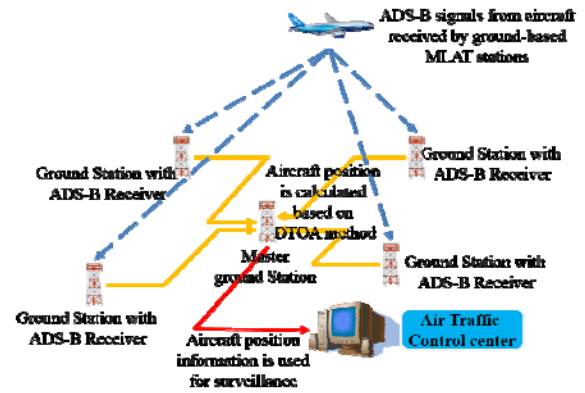 ADS-B signals from aircraft
received by ground-based
MLAT stations
Ground Station with
ADS-B Receiver
Ground Station with
ADS-B Receiver
Aircraft position
is calculated
based on
DTOA method
Master
ground Station
Ground Station with
ADS-B Receiver
Ground Station with
ADS-B Receiver
Air Traffic
Control center
Aircraft position
information is used
for surveillance